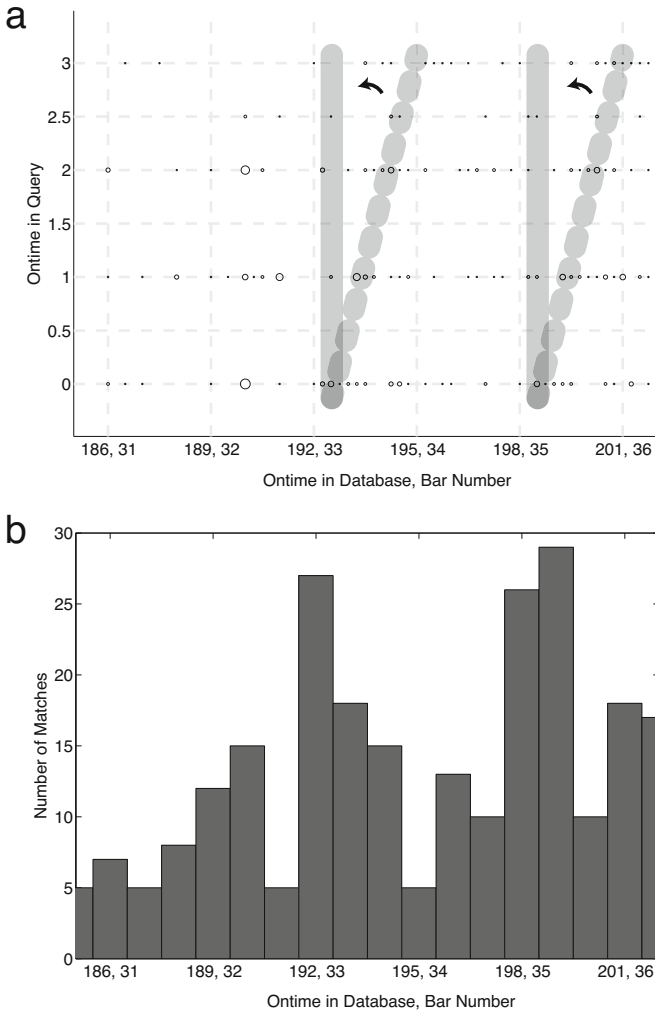 a
3
2.5
2
1.5
1
0.5
0
Ontime in Query
186, 31 189, 32 192, 33 195, 34 198, 35 201, 36
Ontime in Database, Bar Number
b
30
25
20
15
10
5
0
Number of Matches
186, 31 189, 32 192, 33 195, 34 198, 35 201, 36
Ontime in Database, Bar Number